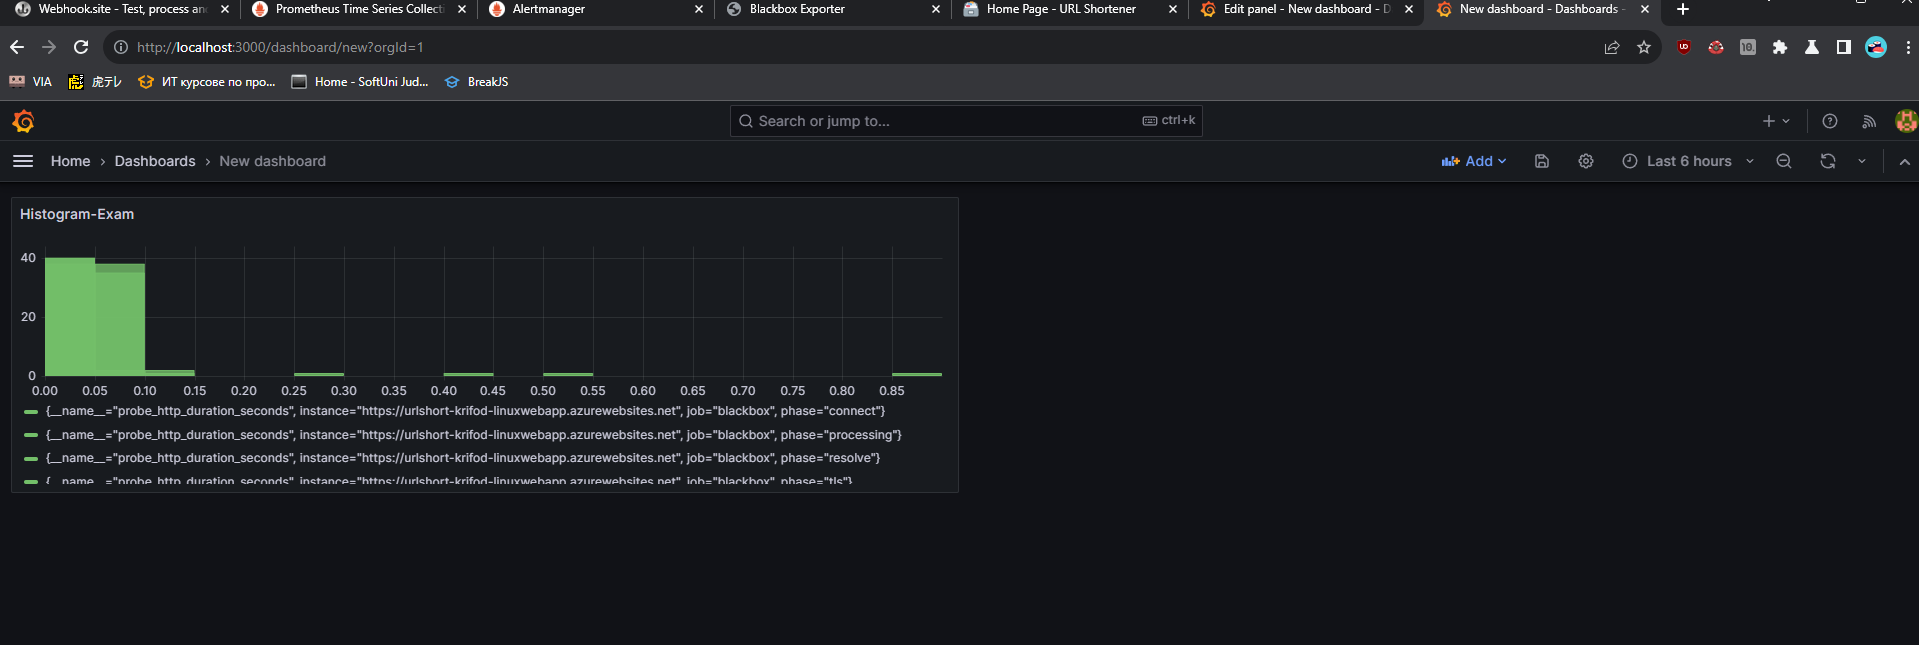 Webhook.site - Test, process an
Prometheus Time Series Collecti
Alertmanager
Blackbox Exporter
Home Page - URL Shortener
Edit panel - New dashboard - D
New dashboard - Dashboards -
http://localhost:3000/dashboard/new?orgId=1
VIA
虎テレ
ИТ курсове по про...
Home - SoftUni Jud...
BreakJS
Search or jump to...
ctrl+k
Home › Dashboards › New dashboard
Add
Last 6 hours
Histogram-Exam
40
20
0
0.00 0.05 0.10 0.15 0.20 0.25 0.30 0.35 0.40 0.45 0.50 0.55 0.60 0.65 0.70 0.75 0.80 0.85
{__name__="probe_http_duration_seconds", instance="https://urlshort-krifod-linuxwebapp.azurewebsites.net", job="blackbox", phase="connect"}
{__name__="probe_http_duration_seconds", instance="https://urlshort-krifod-linuxwebapp.azurewebsites.net", job="blackbox", phase="processing"}
{__name__="probe_http_duration_seconds", instance="https://urlshort-krifod-linuxwebapp.azurewebsites.net", job="blackbox", phase="resolve"}
{__name__="probe_http_duration_seconds", instance="https://urlshort-krifod-linuxwebapp.azurewebsites.net", job="blackbox", phase="tls"}